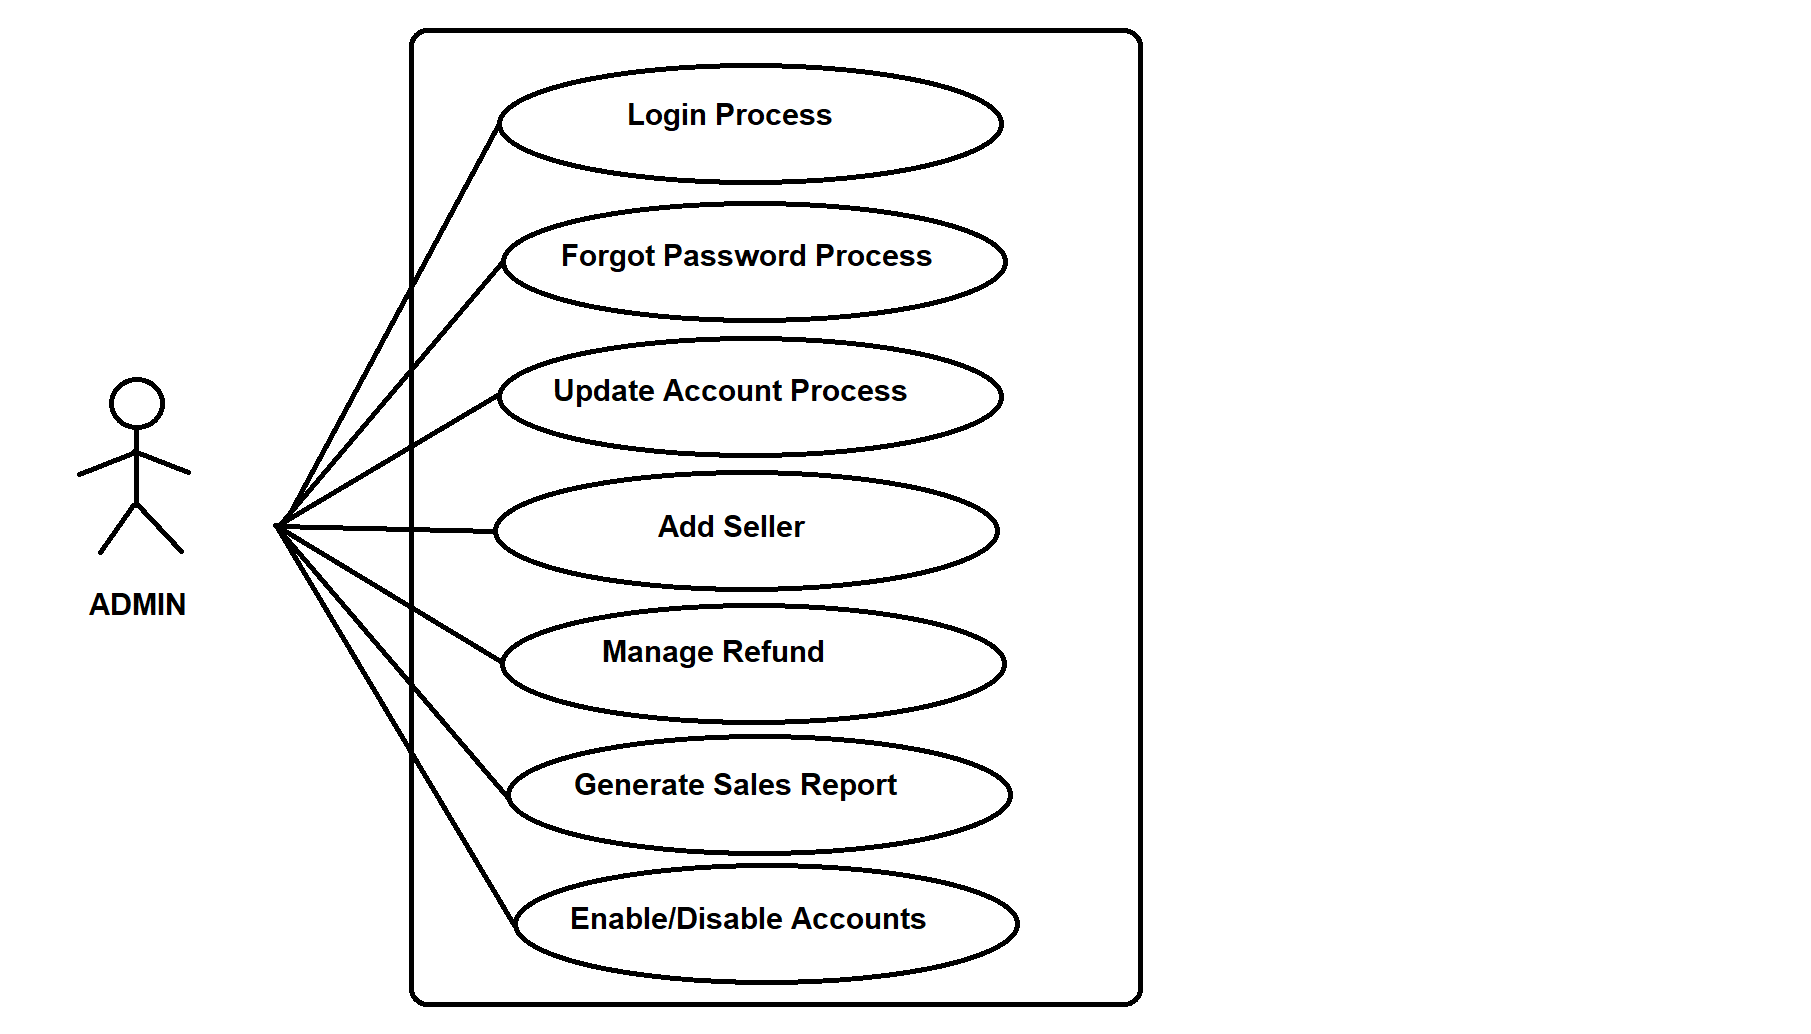 Login Process
Forgot Password Process
Update Account Process
Add Seller
ADMIN
Manage Refund
Generate Sales Report
Enable/Disable Accounts